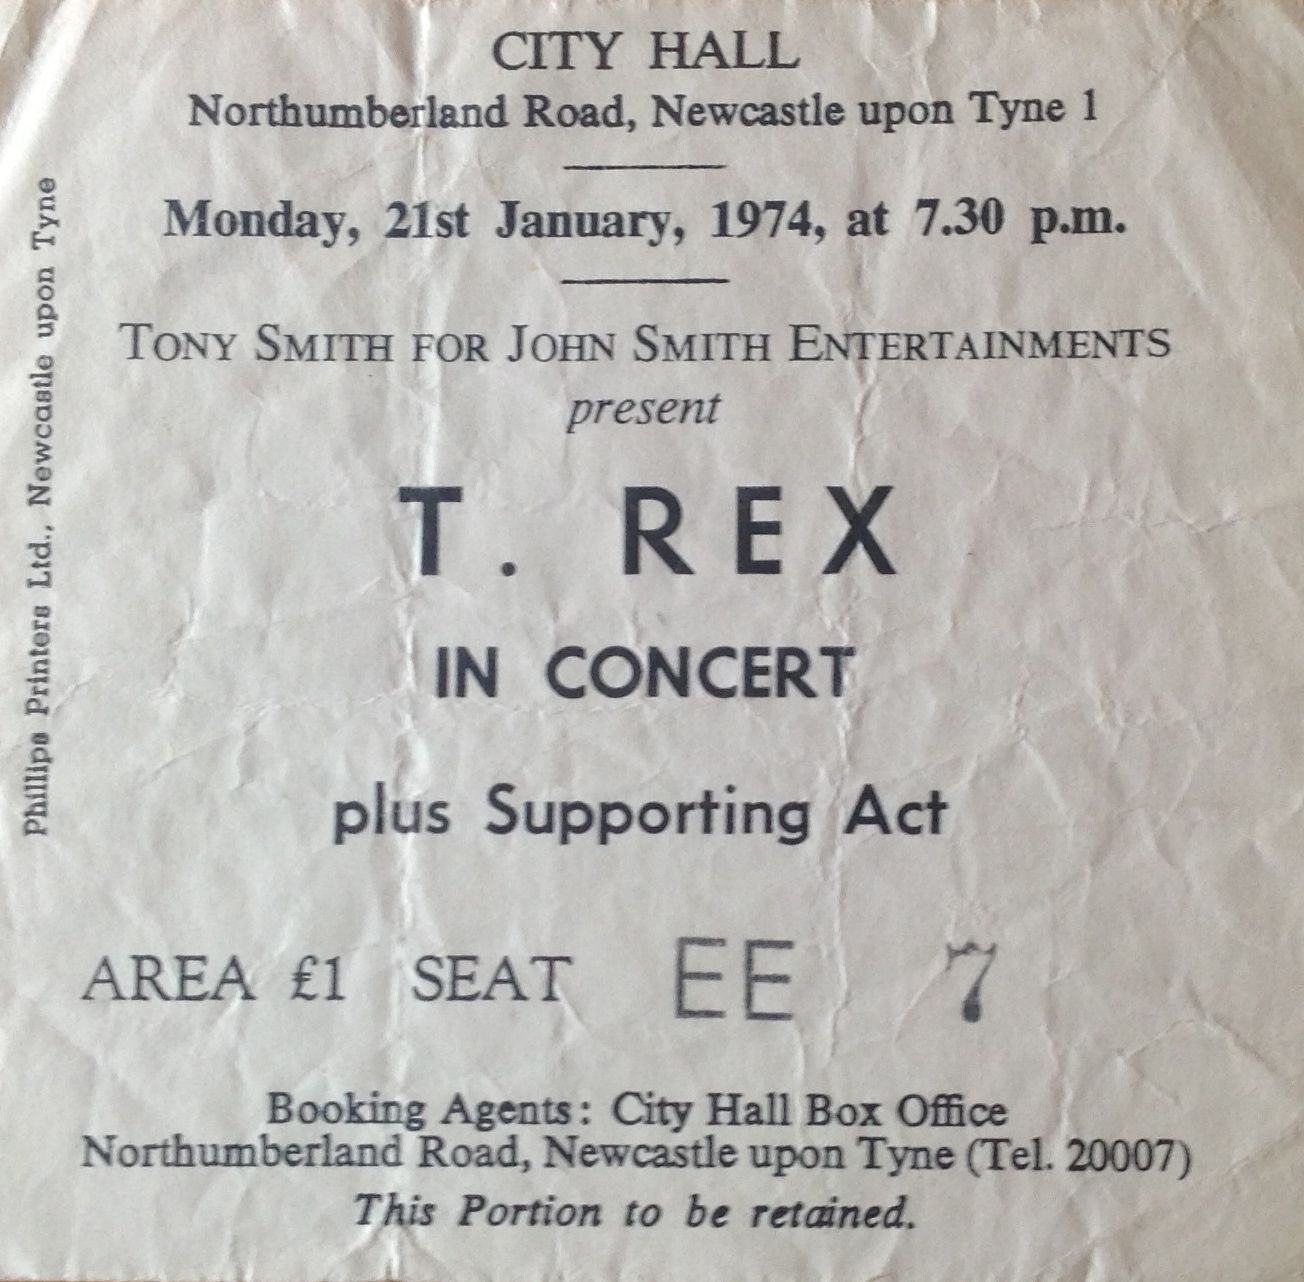 CITY HALL
Northumberland Road, Newcastle upon Tyne 1
Monday, 21st January, 1974, at 7.30 p.m.
TONY SMITH FOR JOHN SMITH ENTERTAINMENTS
present
T. REX
IN CONCERT
plus Supporting Act
AREA £1 SEAT EE 7
Booking Agents: City Hall Box Office
Northumberland Road, Newcastle upon Tyne (Tel. 20007)
This Portion to be retained.
Phillips Printers Ltd., Newcastle upon Tyne